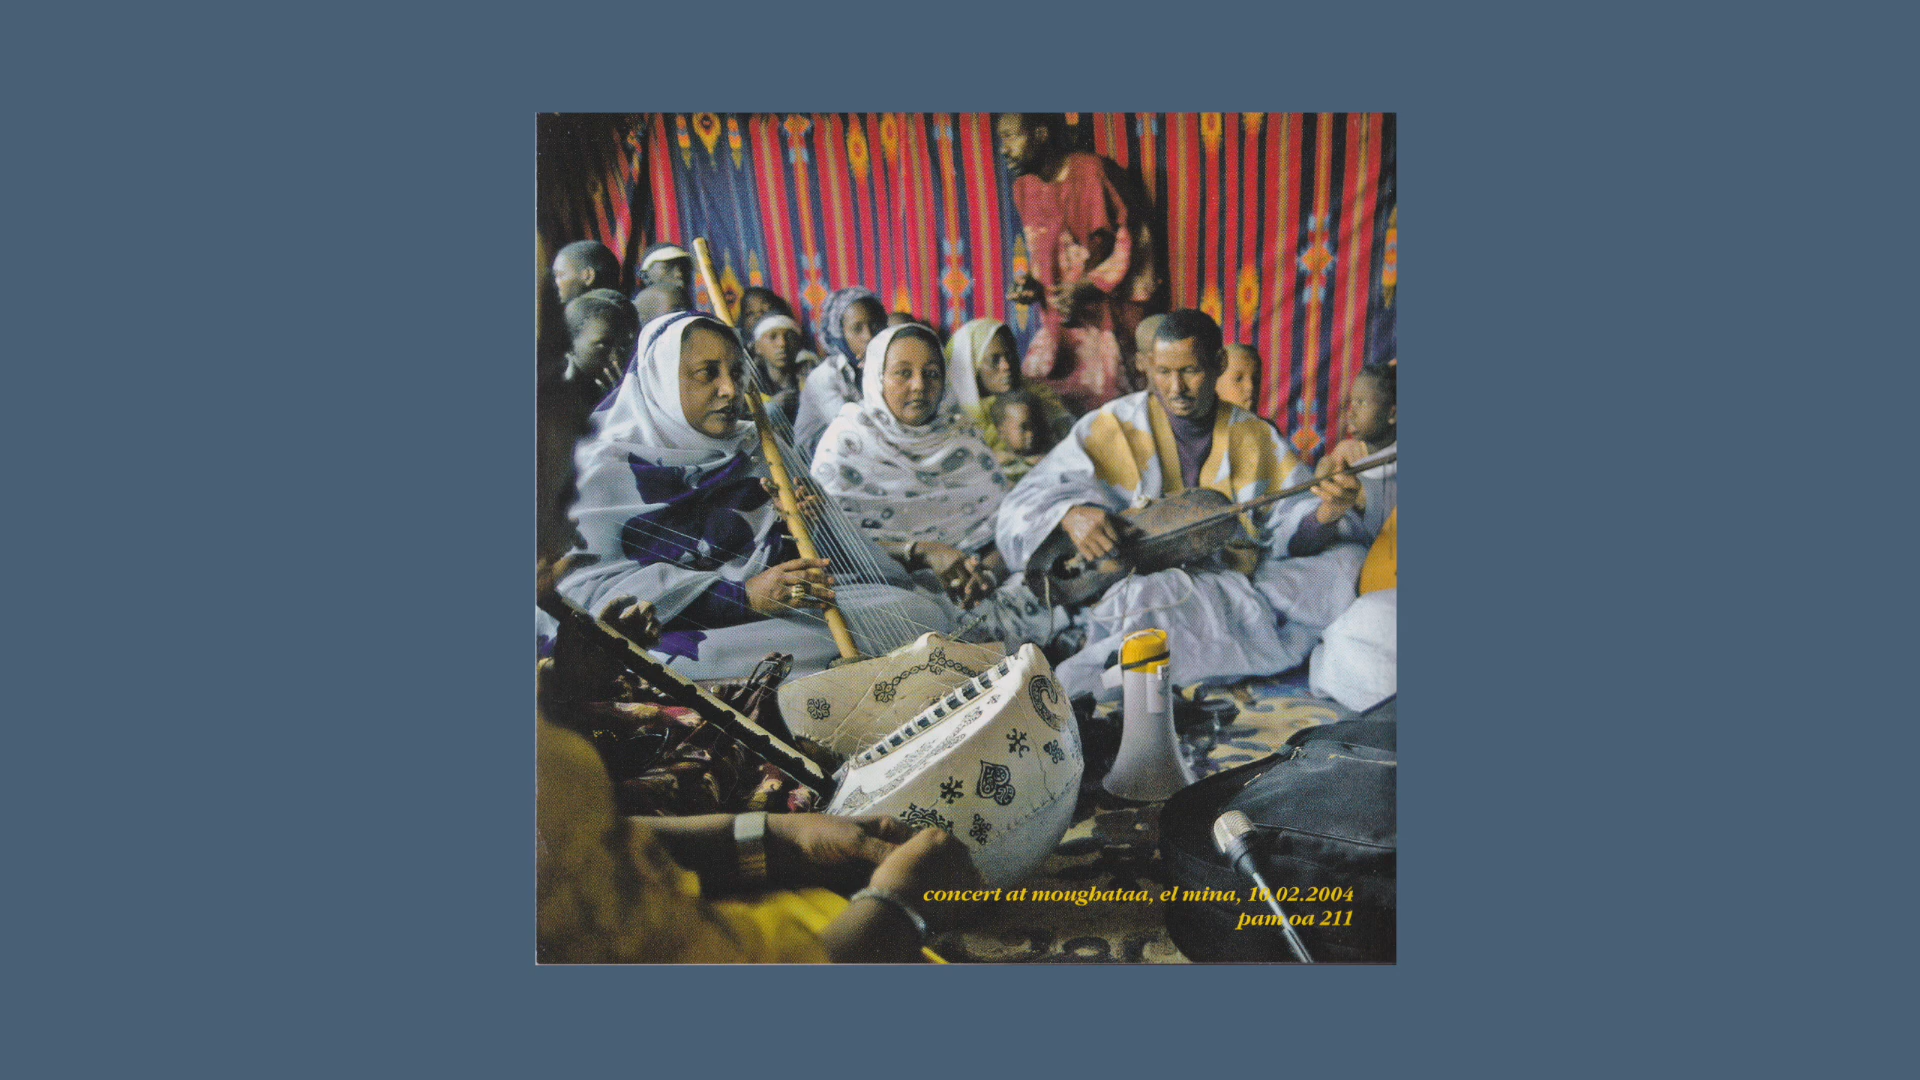 concert at moughataa, el mina, 10.02.2004
pam oa 211